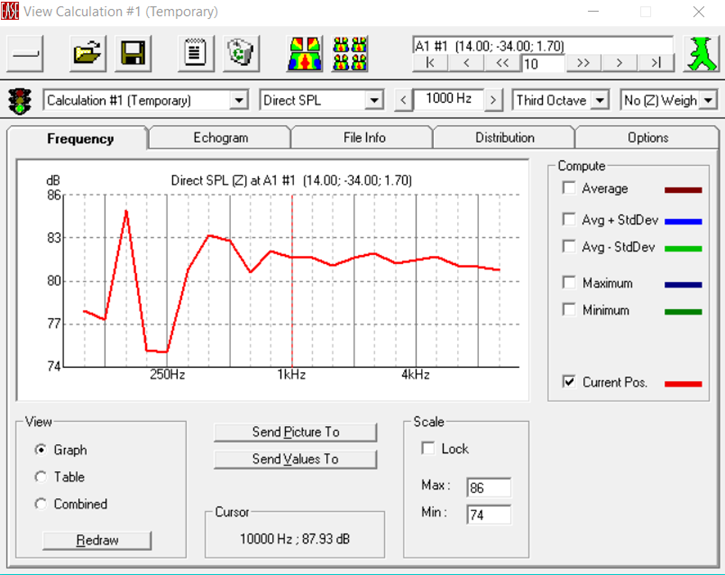 EASE View Calculation #1 (Temporary)
A1 #1 (14.00; -34.00; 1.70)
K < << 10 >> > >|
Calculation #1 (Temporary) Direct SPL < 1000 Hz > Third Octave No (Z) Weigh
Frequency Echogram File Info Distribution Options
dB Direct SPL (Z) at A1 #1 (14.00; -34.00; 1.70)
86
83
80
77
74
250Hz 1kHz 4kHz
Compute
Average
Avg + StdDev
Avg - StdDev
Maximum
Minimum
Current Pos.
View
Graph
Table
Combined
Redraw
Send Picture To
Send Values To
Cursor
10000 Hz ; 87.93 dB
Scale
Lock
Max : 86
Min : 74